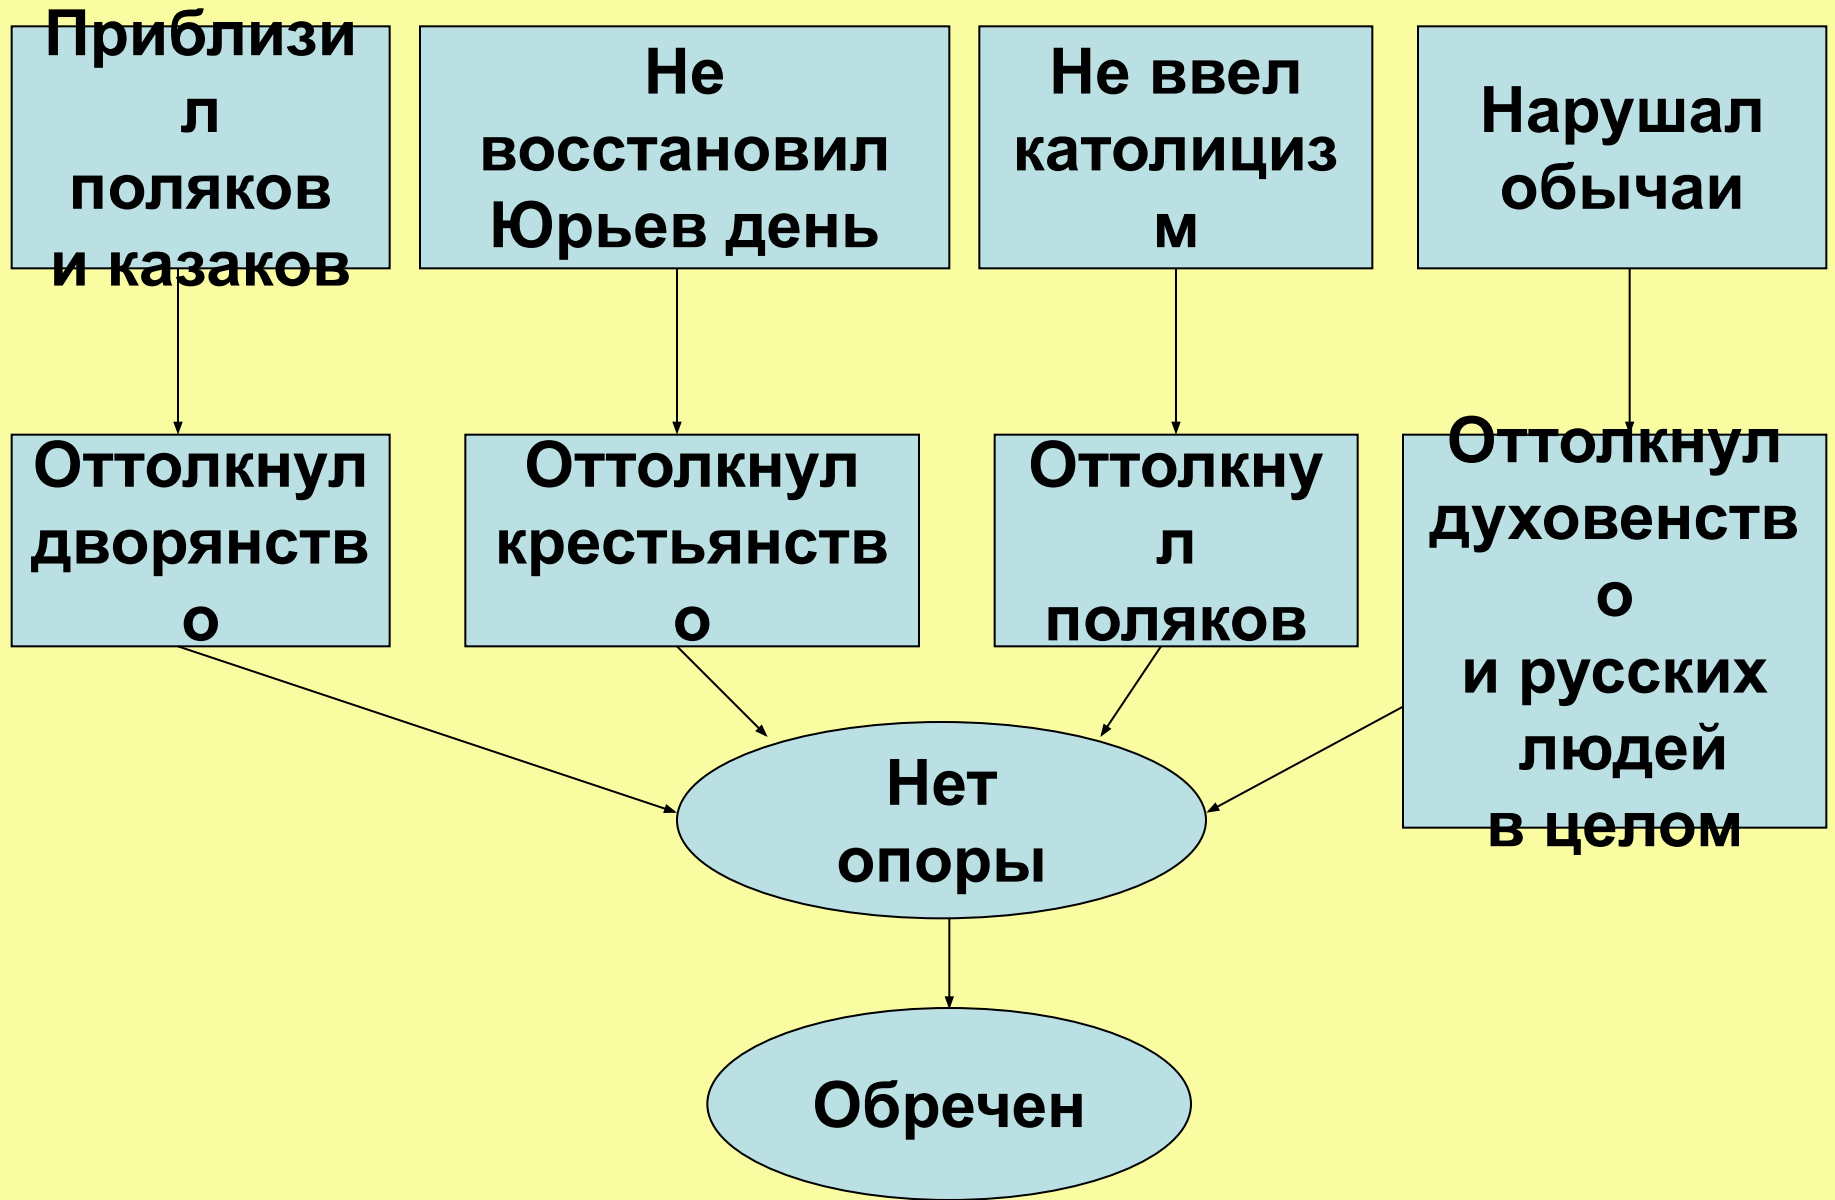 Приблизи
л
поляков
и казаков
Не
восстановил
Юрьев день
Не ввел
католициз
м
Нарушал
обычаи
Оттолкнул
дворянств
о
Оттолкнул
крестьянств
о
Оттолкну
л
поляков
Оттолкнул
духовенств
о
и русских
людей
в целом
Нет
опоры
Обречен